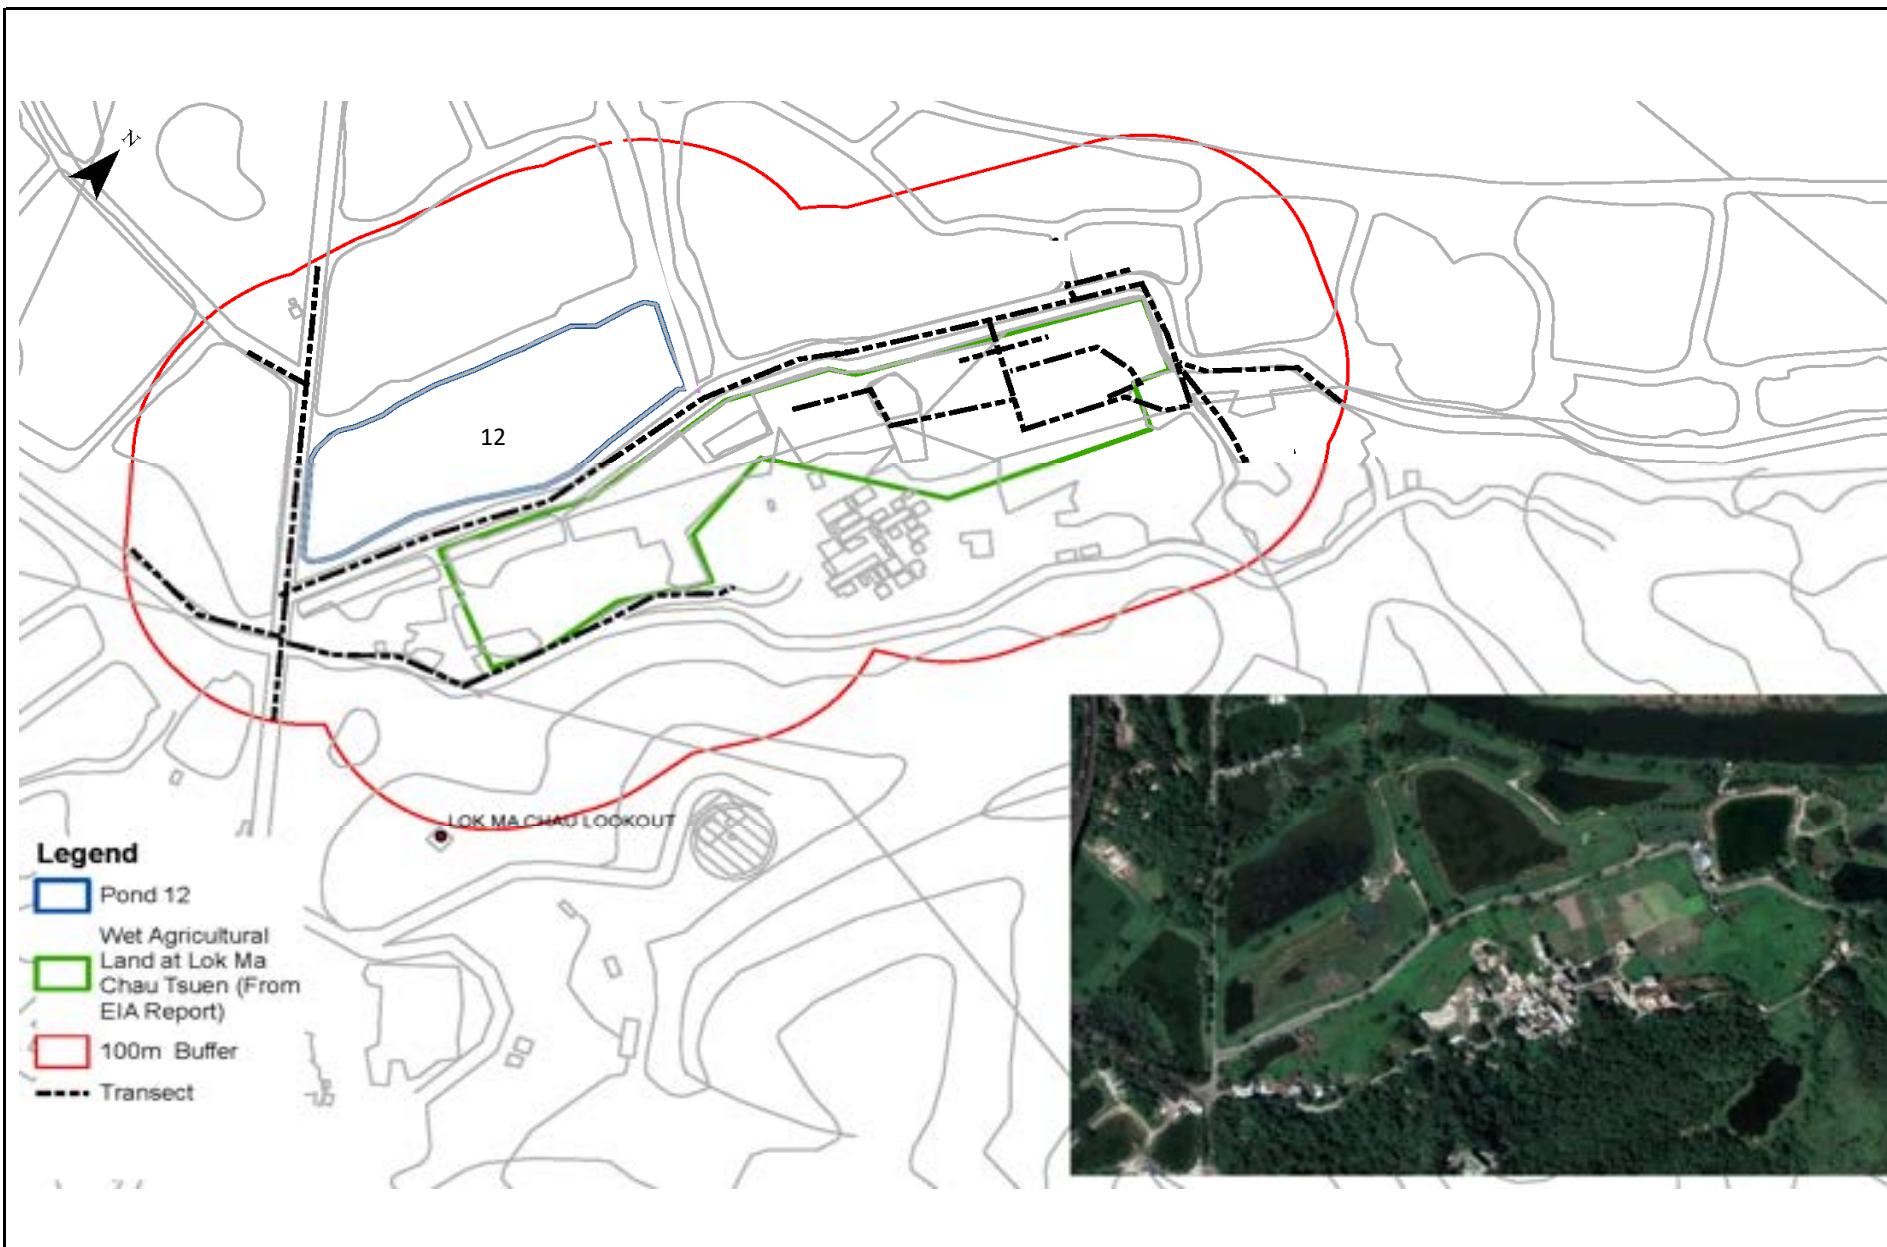 N
12
LOK MA CHAU LOOKOUT
Legend
Pond 12
Wet Agricultural
Land at Lok Ma
Chau Tsuen (From
EIA Report)
100m Buffer
Transect